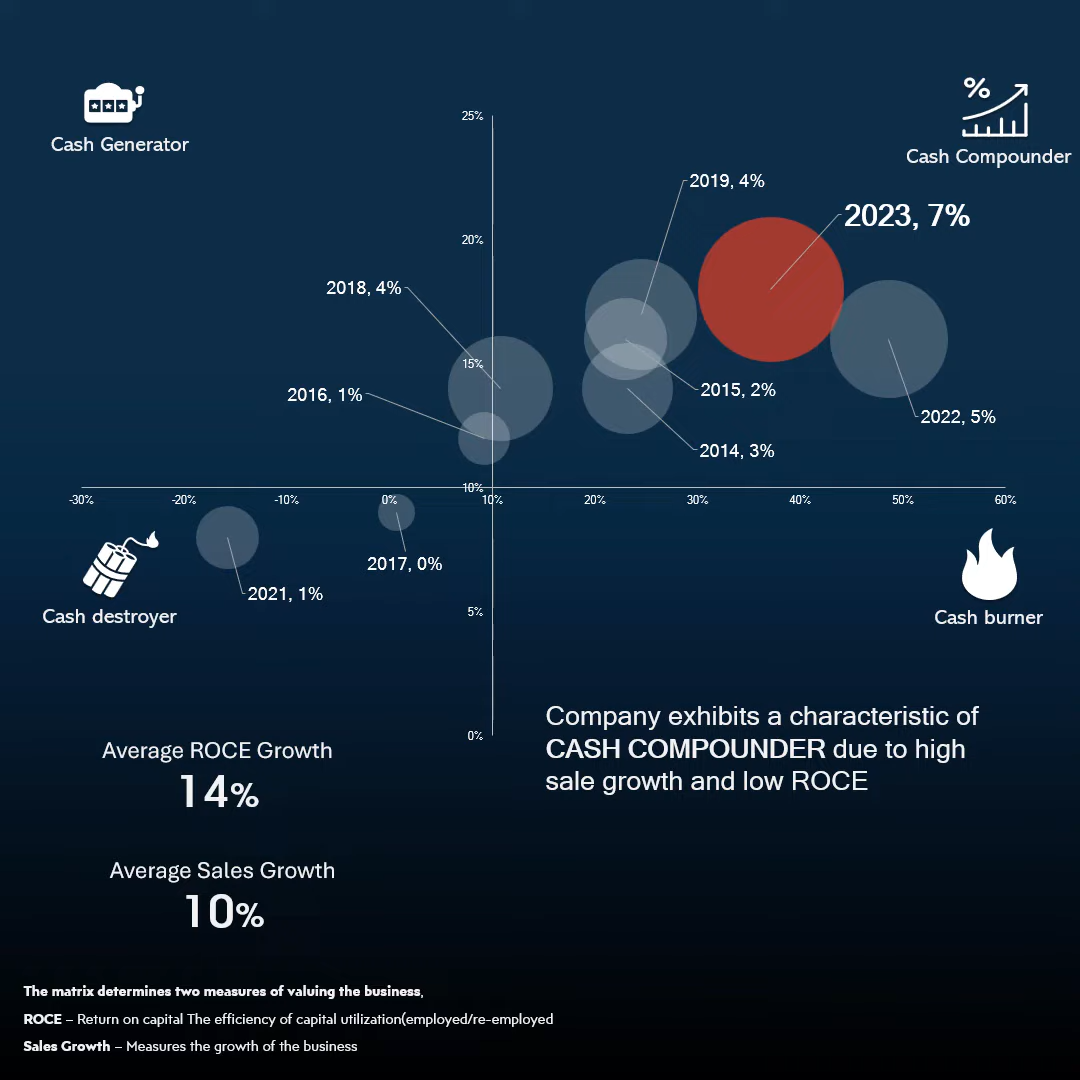 Cash Generator
%
Cash Compounder
25%
2019, 4%
2023, 7%
20%
2018, 4%
15%
2016, 1%
2015, 2%
2022, 5%
2014, 3%
10%
-30%
-20%
-10%
0%
10%
20%
30%
40%
50%
60%
2017, 0%
2021, 1%
5%
Cash destroyer
Cash burner
0%
Company exhibits a characteristic of
CASH COMPOUNDER due to high
sale growth and low ROCE
Average ROCE Growth
14%
Average Sales Growth
10%
The matrix determines two measures of valuing the business,
ROCE – Return on capital The efficiency of capital utilization(employed/re-employed
Sales Growth – Measures the growth of the business